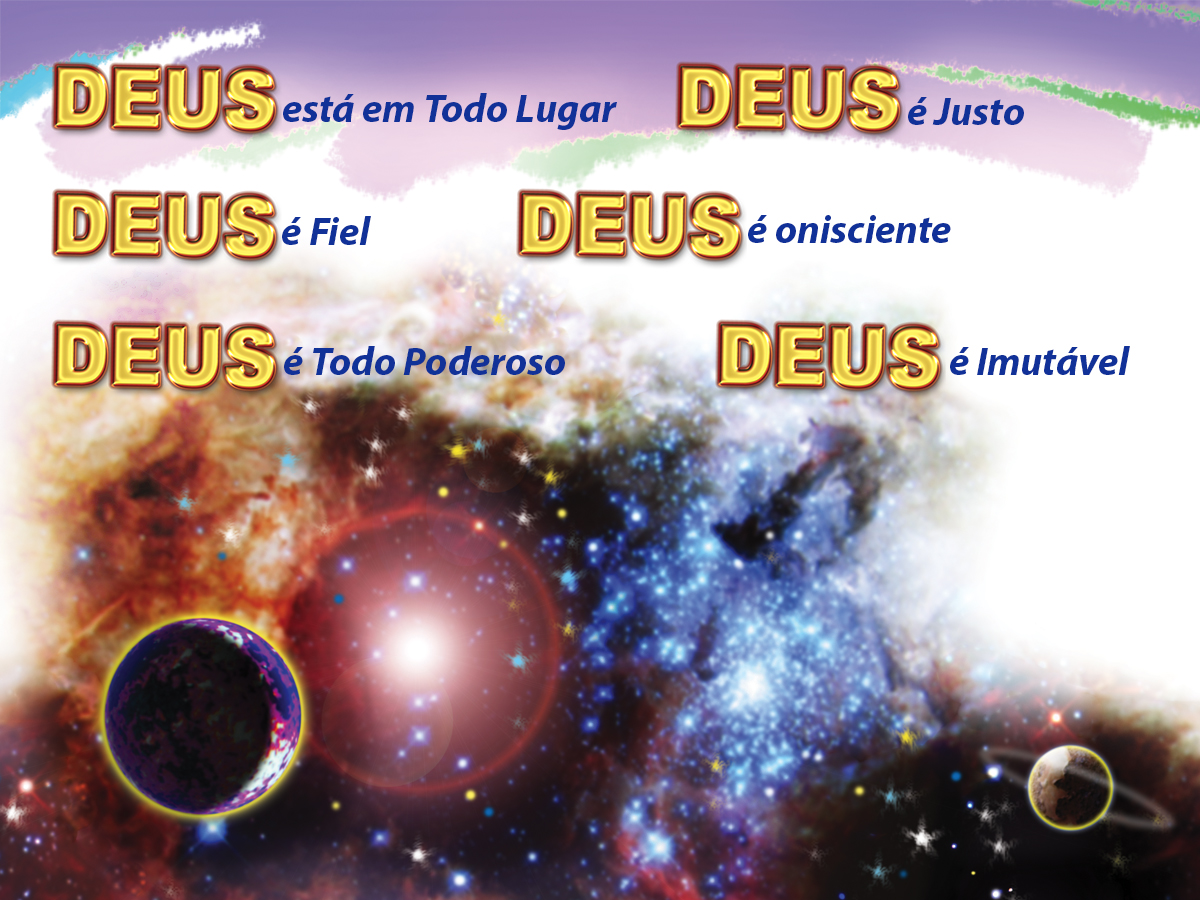 DEUS está em Todo Lugar
DEUS é Justo
DEUS é Fiel
DEUS é onisciente
DEUS é Todo Poderoso
DEUS é Imutável